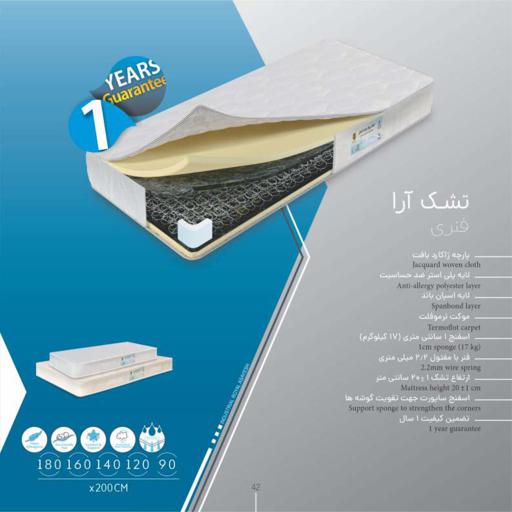 YEARS
Guarantee
1
تشک آرا
فنری
پارچه ژاکارد بافت
Jacquard woven cloth
لایه پلی استر ضد حساسیت
Anti-allergy polyester layer
لایه اسپان باند
Spanbond layer
موکت ترموفلت
Termoflot carpet
اسفنج ۱ سانتی متری (۱۷ کیلوگرم)
1cm sponge (17 kg)
فنر با مفتول ۲٫۲ میلی متری
2.2mm wire spring
ارتفاع تشک ۱±۲۰ سانتی متر
Mattress height 20 ±1 cm
اسفنج ساپورت جهت تقویت گوشه ها
Support sponge to strengthen the corners
تضمین کیفیت ۱ سال
1 year guarantee
180 160 140 120 90
x200CM
42